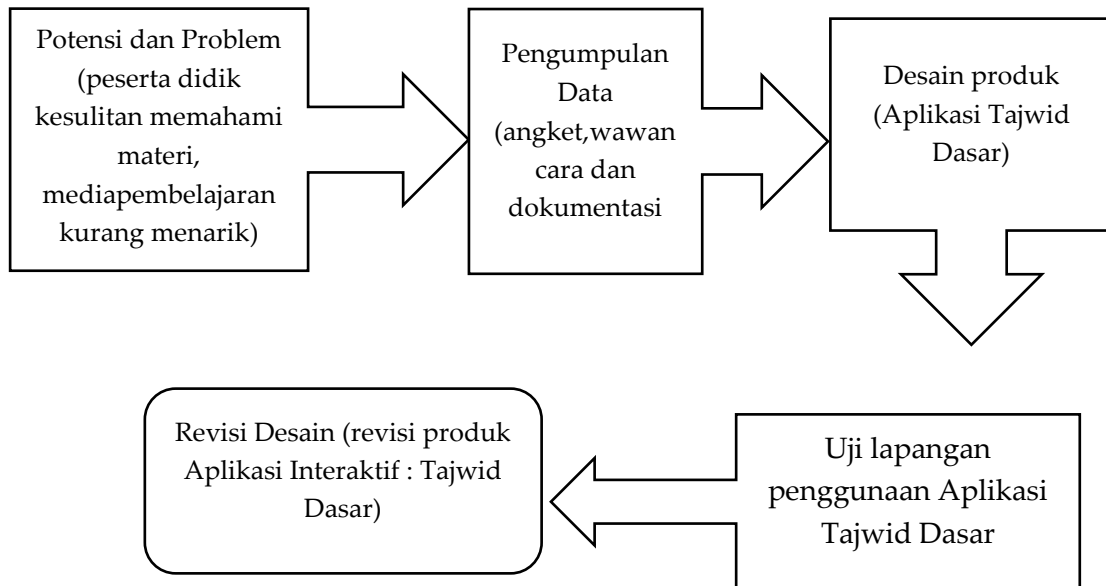 Potensi dan Problem
(peserta didik
kesulitan memahami
materi,
mediapembelajaran
kurang menarik)
Pengumpulan
Data
(angket,wawan
cara dan
dokumentasi
Desain produk
(Aplikasi Tajwid
Dasar)
Uji lapangan
penggunaan Aplikasi
Tajwid Dasar
Revisi Desain (revisi produk
Aplikasi Interaktif : Tajwid
Dasar)